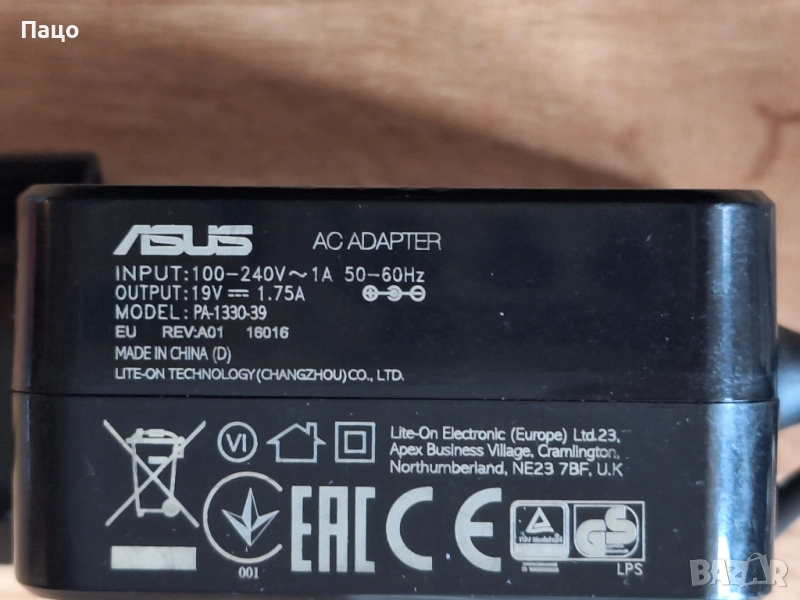 Пацо
ASUS AC ADAPTER
INPUT:100-240V~1A 50-60Hz
OUTPUT:19V⎓1.75A
MODEL: PA-1330-39
EU REV:A01 16016
MADE IN CHINA (D)
LITE-ON TECHNOLOGY(CHANGZHOU)CO., LTD.
VI
Lite-On Electronic (Europe) Ltd.23,
Apex Business Village, Cramlington,
Northumberland, NE23 7BF, U.K
001
EAC
CE
GS
LPS
BAZAR